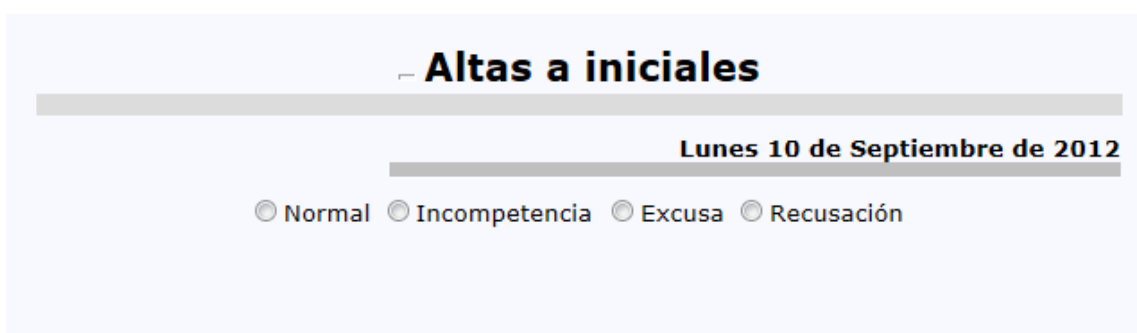 Altas a iniciales
Lunes 10 de Septiembre de 2012
Normal Incompetencia Excusa Recusación